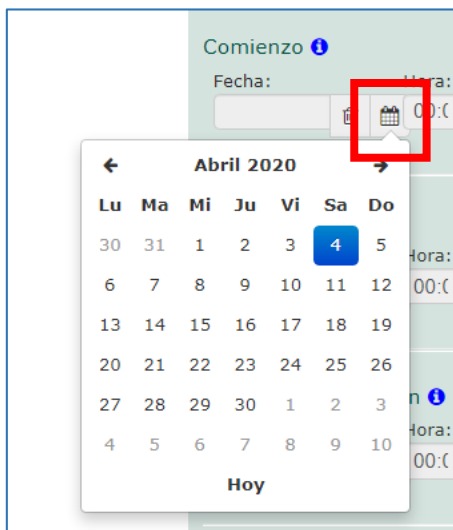 Comienzo
Fecha: Hora:
00:(
Abril 2020
Lu Ma Mi Ju Vi Sa Do
30 31 1 2 3 4 5
Hora:
6 7 8 9 10 11 12
00:(
13 14 15 16 17 18 19
20 21 22 23 24 25 26
n
27 28 29 30 1 2 3
Hora:
4 5 6 7 8 9 10
00:(
Hoy